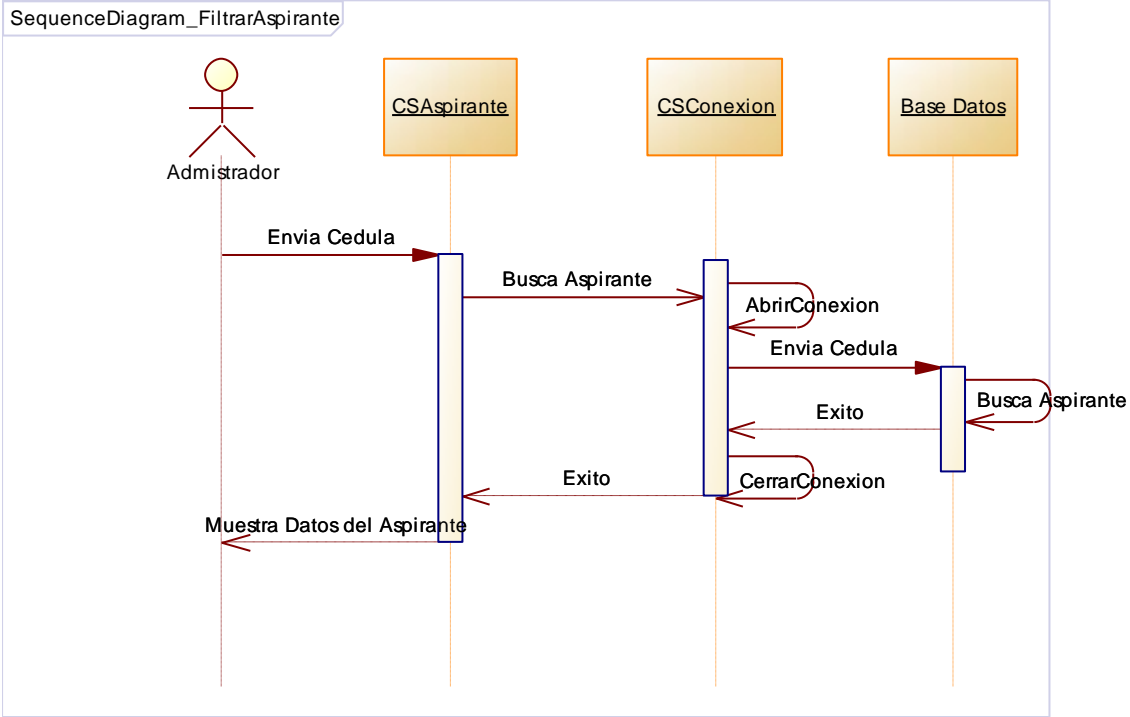 SequenceDiagram_FiltrarAspirante
CSAspirante
CSConexion
Base Datos
Admistrador
Envia Cedula
Busca Aspirante
AbrirConexion
Envia Cedula
Busca Aspirante
Exito
Exito
CerrarConexion
Muestra Datos del Aspirante